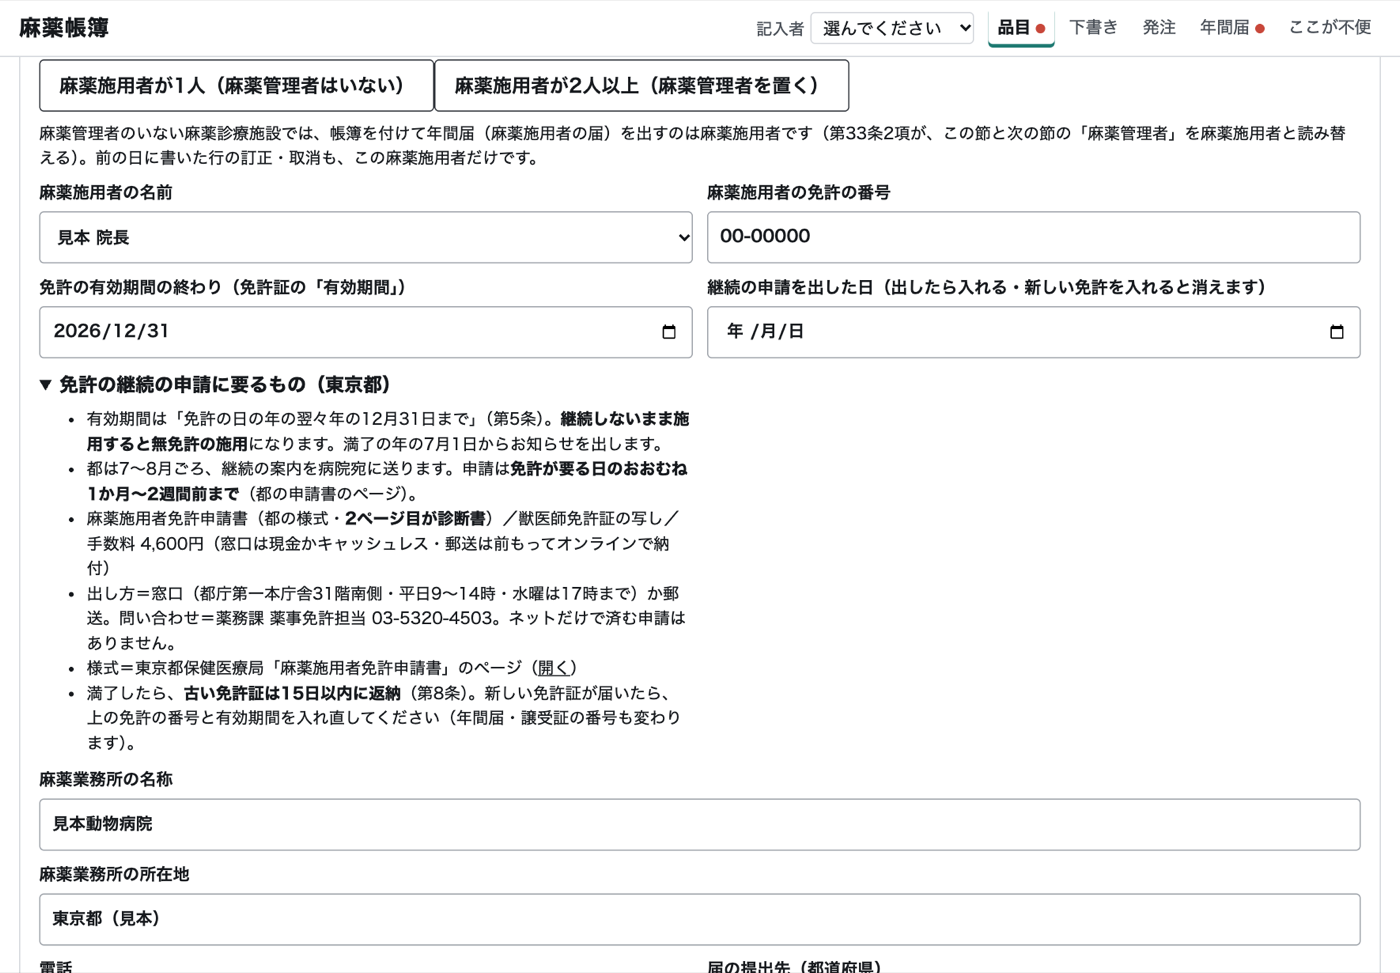 麻薬帳簿
記入者 選んでください 品目 下書き 発注 年間届 ここが不便
麻薬施用者が1人（麻薬管理者はいない） 麻薬施用者が2人以上（麻薬管理者を置く）
麻薬管理者のいない麻薬診療施設では、帳簿を付けて年間届（麻薬施用者の届）を出すのは麻薬施用者です（第33条2項が、この節と次の節の「麻薬管理者」を麻薬施用者と読み替
える）。前の日に書いた行の訂正・取消も、この麻薬施用者だけです。
麻薬施用者の名前 麻薬施用者の免許の番号
見本 院長 00-00000
免許の有効期間の終わり（免許証の「有効期間」） 継続の申請を出した日（出したら入れる・新しい免許を入れると消えます）
2026/12/31 年 /月/日
▼ 免許の継続の申請に要るもの（東京都）
• 有効期間は「免許の日の年の翌々年の12月31日まで」（第5条）。継続しないまま施
用すると無免許の施用になります。満了の年の7月1日からお知らせを出します。
• 都は7〜8月ごろ、継続の案内を病院宛に送ります。申請は免許が要る日のおおむね
1か月〜2週間前まで（都の申請書のページ）。
• 麻薬施用者免許申請書（都の様式・2ページ目が診断書）／獣医師免許証の写し／
手数料 4,600円（窓口は現金かキャッシュレス・郵送は前もってオンラインで納
付）
• 出し方＝窓口（都庁第一本庁舎31階南側・平日9〜14時・水曜は17時まで）か郵
送。問い合わせ＝薬務課 薬事免許担当 03-5320-4503。ネットだけで済む申請は
ありません。
• 様式＝東京都保健医療局「麻薬施用者免許申請書」のページ（開く）
• 満了したら、古い免許証は15日以内に返納（第8条）。新しい免許証が届いたら、
上の免許の番号と有効期間を入れ直してください（年間届・譲受証の番号も変わり
ます）。
麻薬業務所の名称
見本動物病院
麻薬業務所の所在地
東京都（見本）
電話 届の提出先（都道府県）